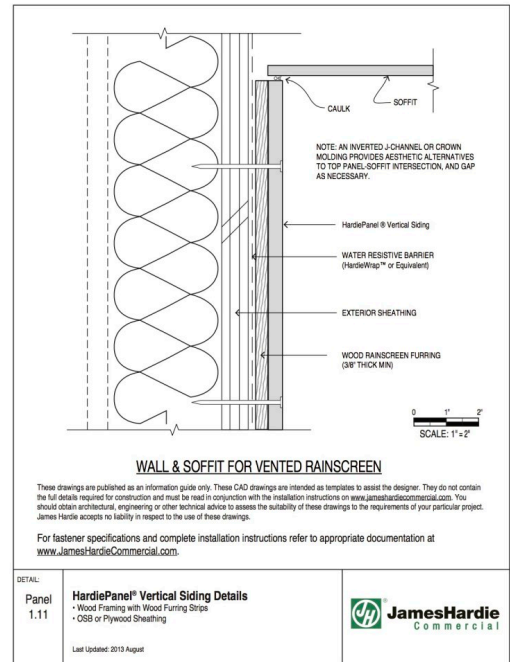 CAULK
SOFFIT
NOTE: AN INVERTED J-CHANNEL OR CROWN
MOLDING PROVIDES AESTHETIC ALTERNATIVES
TO TOP PANEL-SOFFIT INTERSECTION, AND GAP
AS NECESSARY.
HardiePanel ® Vertical Siding
WATER RESISTIVE BARRIER
(HardieWrap™ or Equivalent)
EXTERIOR SHEATHING
WOOD RAINSCREEN FURRING
(3/8" THICK MIN)
0 1" 2"
SCALE: 1" = 2"
WALL & SOFFIT FOR VENTED RAINSCREEN
These drawings are published as an information guide only. These CAD drawings are intended as templates to assist the designer. They do not contain
the full details required for construction and must be read in conjunction with the installation instructions on www.jameshardiecommercial.com. You
should obtain architectural, engineering or other technical advice to assess the suitability of these drawings to the requirements of your particular project.
James Hardie accepts no liability in respect to the use of these drawings.
For fastener specifications and complete installation instructions refer to appropriate documentation at
www.JamesHardieCommercial.com.
DETAIL:
Panel
1.11
HardiePanel® Vertical Siding Details
• Wood Framing with Wood Furring Strips
• OSB or Plywood Sheathing
Last Updated: 2013 August
JH JamesHardie
Commercial